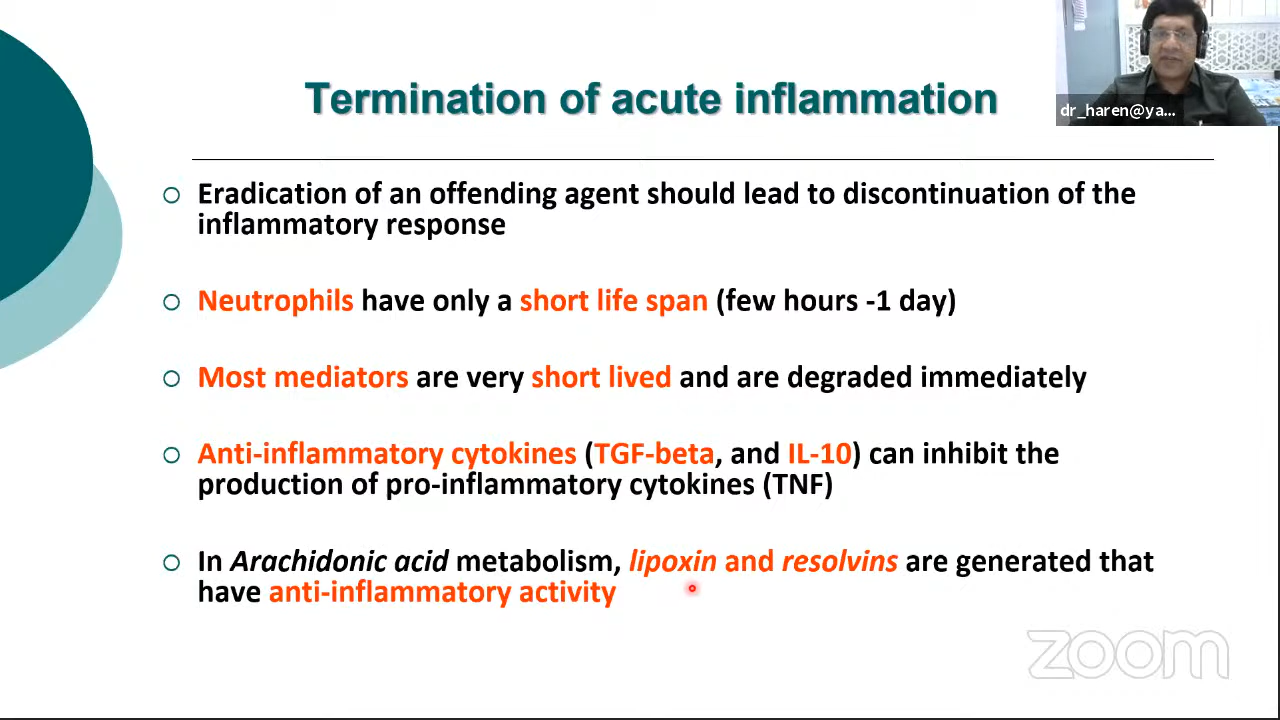 Termination of acute inflammation
dr_haren@ya...
Eradication of an offending agent should lead to discontinuation of the
inflammatory response
Neutrophils have only a short life span (few hours -1 day)
Most mediators are very short lived and are degraded immediately
Anti-inflammatory cytokines (TGF-beta, and IL-10) can inhibit the
production of pro-inflammatory cytokines (TNF)
In Arachidonic acid metabolism, lipoxin and resolvins are generated that
have anti-inflammatory activity
zoom